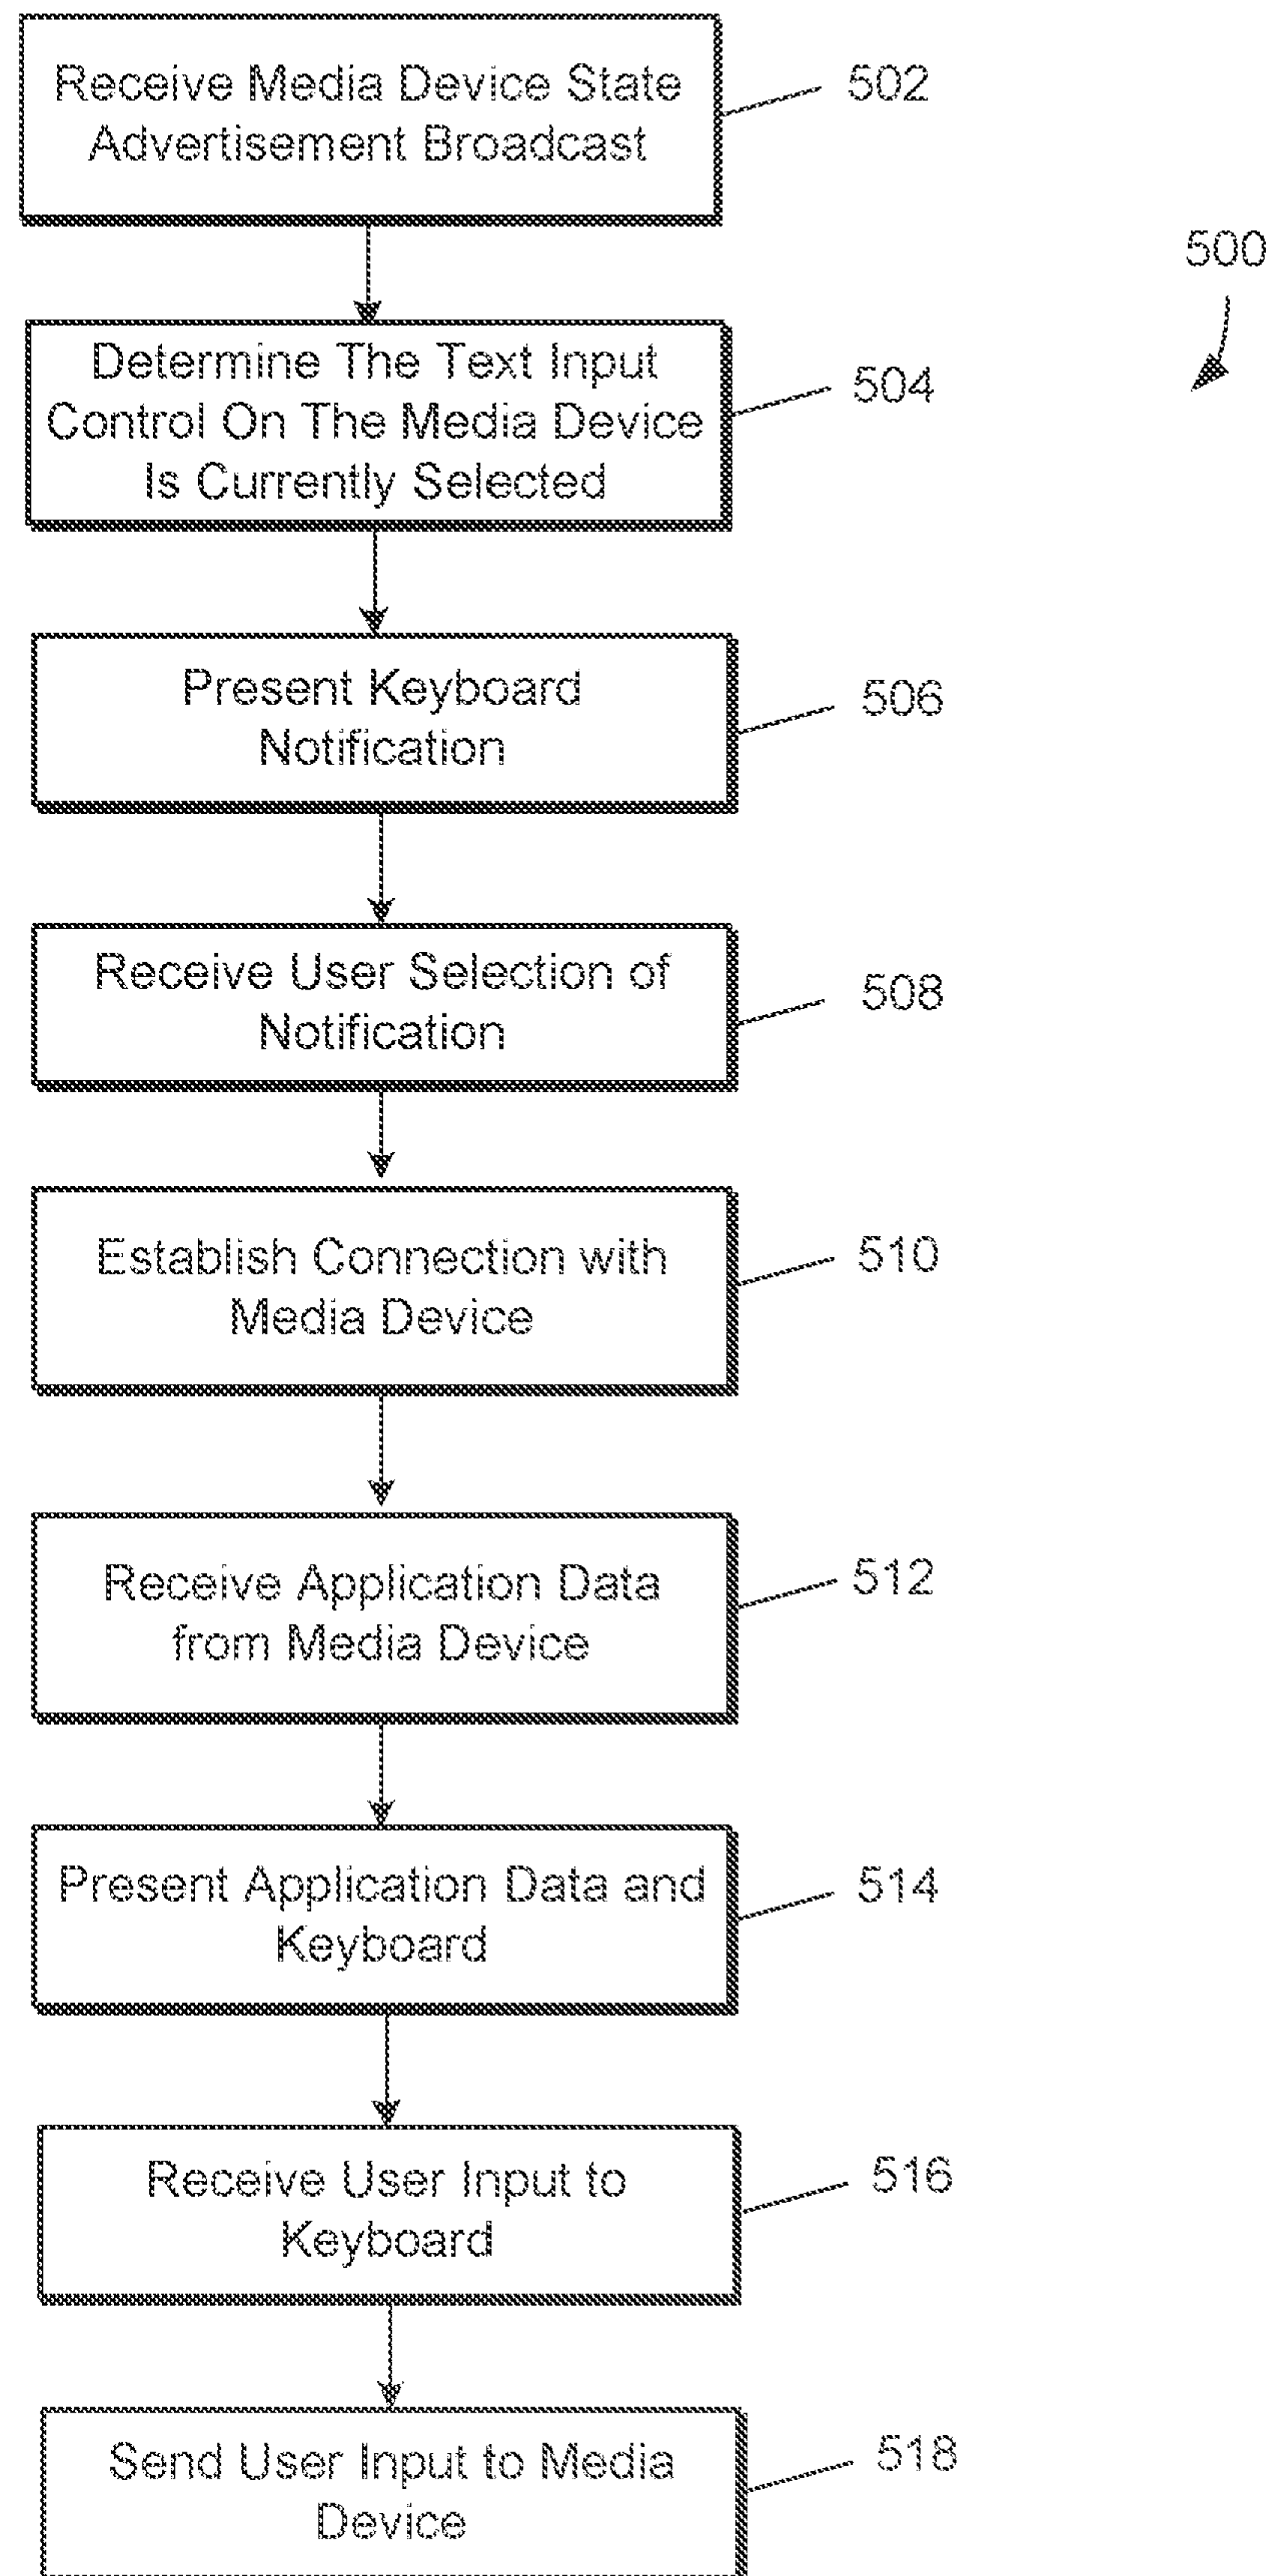 Receive Media Device State
Advertisement Broadcast
502
500
Determine The Text Input
Control On The Media Device
Is Currently Selected
504
Present Keyboard
Notification
506
Receive User Selection of
Notification
508
Establish Connection with
Media Device
510
Receive Application Data
from Media Device
512
Present Application Data and
Keyboard
514
Receive User Input to
Keyboard
516
Send User Input to Media
Device
518